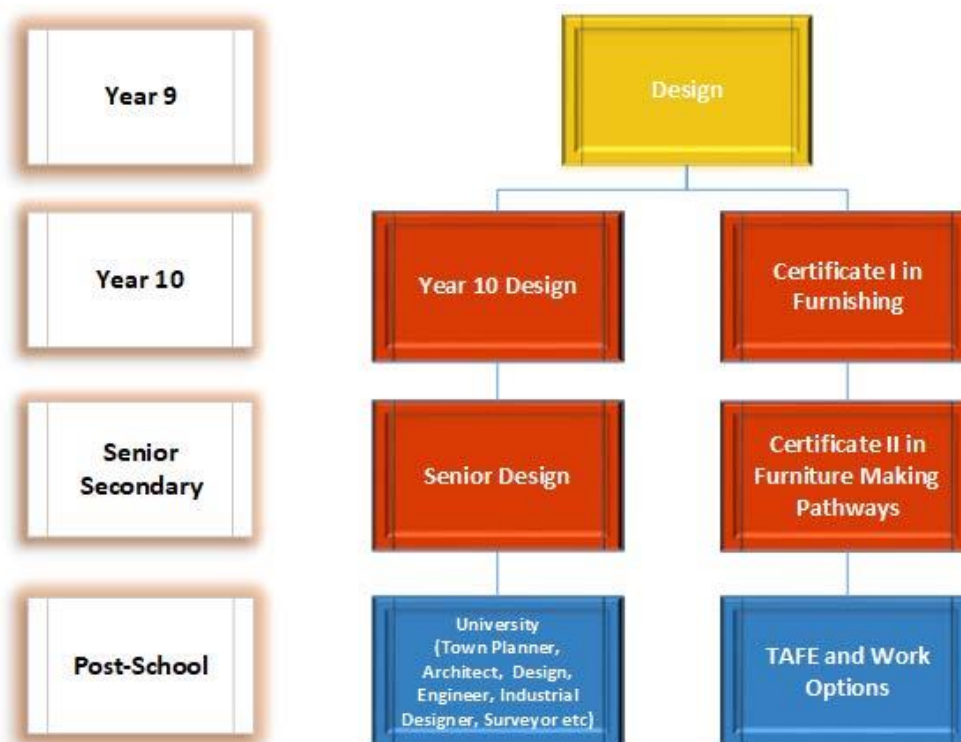 Year 9
Design
Year 10
Year 10 Design
Certificate I in
Furnishing
Senior
Secondary
Senior Design
Certificate II in
Furniture Making
Pathways
Post-School
University
(Town Planner,
Architect, Design,
Engineer, Industrial
Designer, Surveyor etc)
TAFE and Work
Options